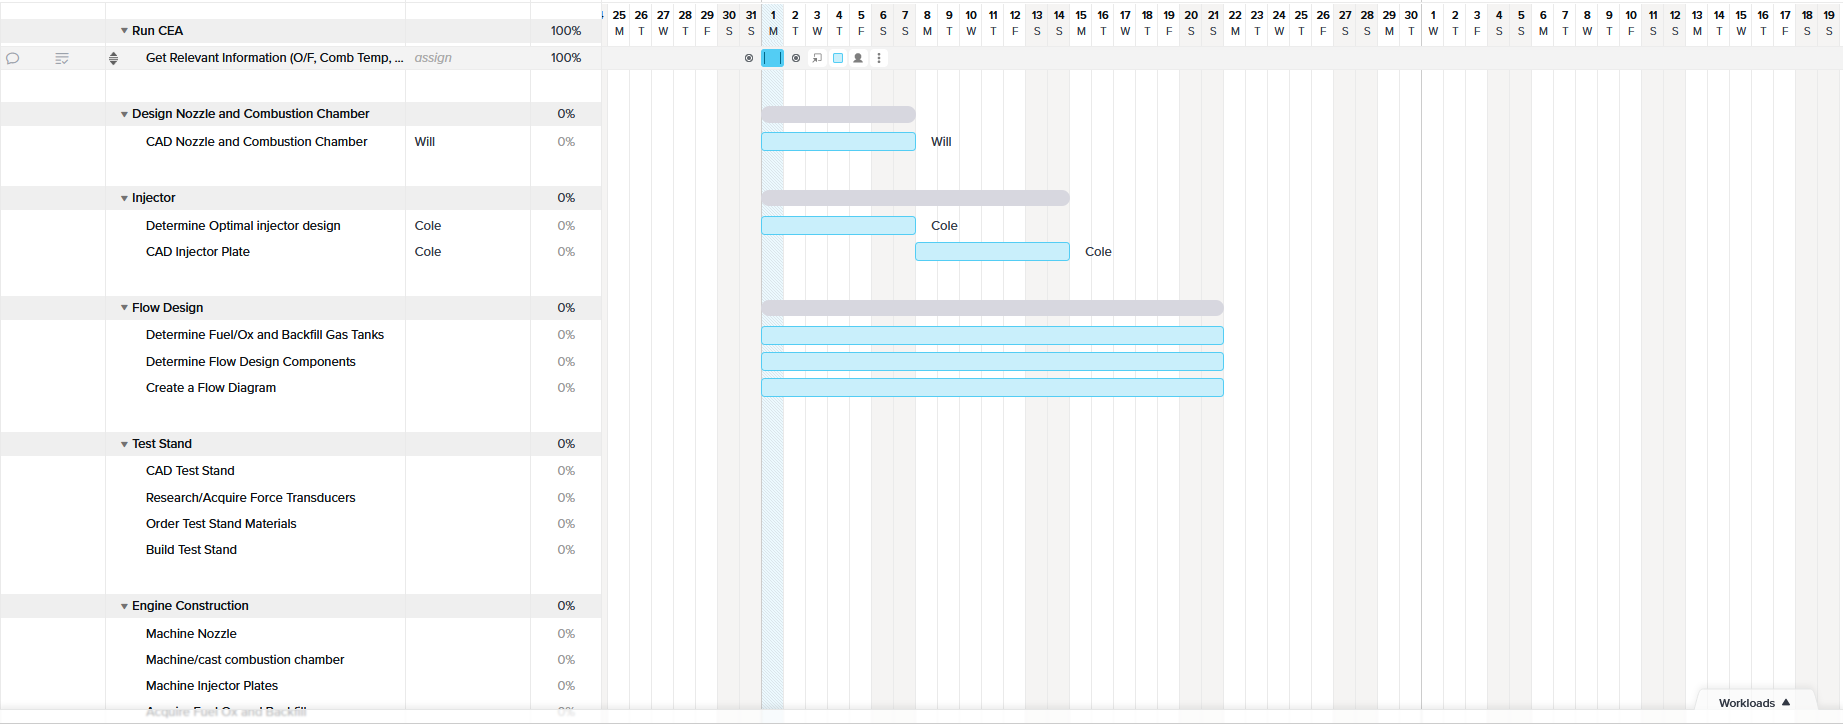 25 26 27 28 29 30 31 1 2 3 4 5 6 7 8 9 10 11 12 13 14 15 16 17 18 19 20 21 22 23 24 25 26 27 28 29 30 1 2 3 4 5 6 7 8 9 10 11 12 13 14 15 16 17 18 19
Run CEA 100% M T W T F S S M T W T F S S M T W T F S S M T W T F S S M T W T F S S M T W T F S S M T W T F S S M T W T F S S
Get Relevant Information (O/F, Comb Temp, ... assign 100%
Design Nozzle and Combustion Chamber 0%
CAD Nozzle and Combustion Chamber Will 0% Will
Injector 0%
Determine Optimal injector design Cole 0% Cole
CAD Injector Plate Cole 0% Cole
Flow Design 0%
Determine Fuel/Ox and Backfill Gas Tanks 0%
Determine Flow Design Components 0%
Create a Flow Diagram 0%
Test Stand 0%
CAD Test Stand 0%
Research/Acquire Force Transducers 0%
Order Test Stand Materials 0%
Build Test Stand 0%
Engine Construction 0%
Machine Nozzle 0%
Machine/cast combustion chamber 0%
Machine Injector Plates 0%
Acquire Fuel Ox and Backfill 0%
Workloads